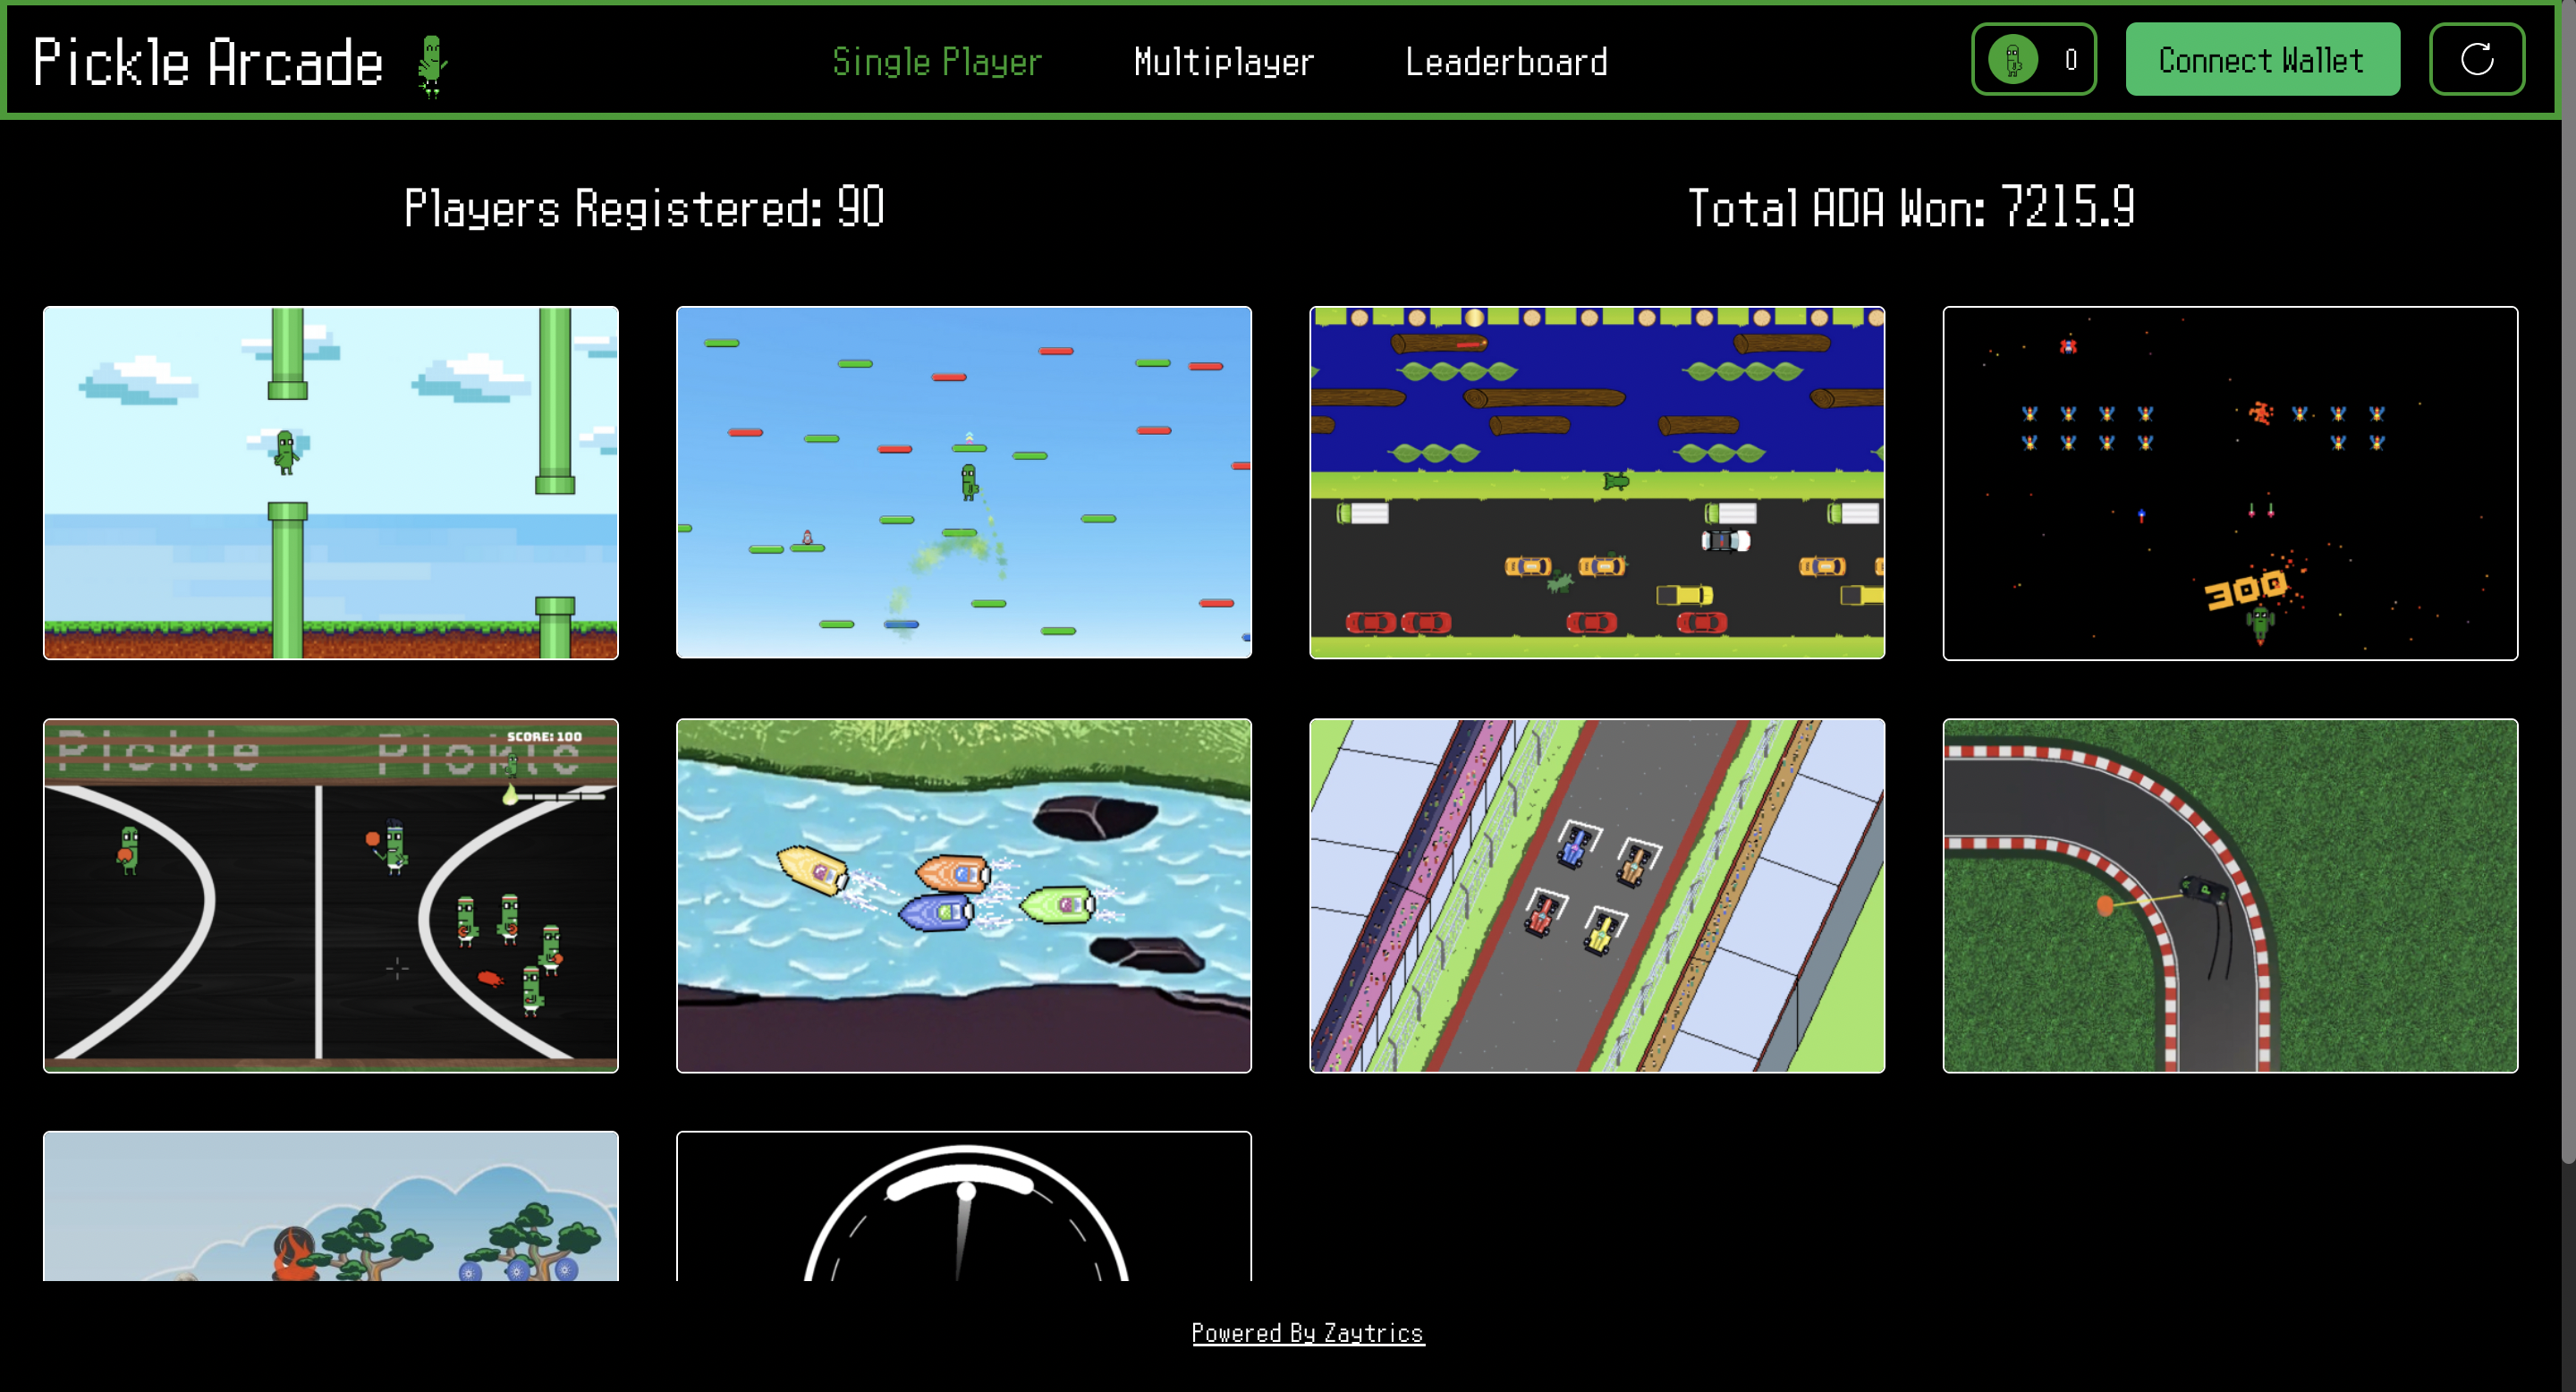 Pickle Arcade
Single Player
Multiplayer
Leaderboard
0
Connect Wallet
Players Registered: 90
Total ADA Won: 7215.9
300
Pickle
Pickle
SCORE: 100
Powered By Zaytrics